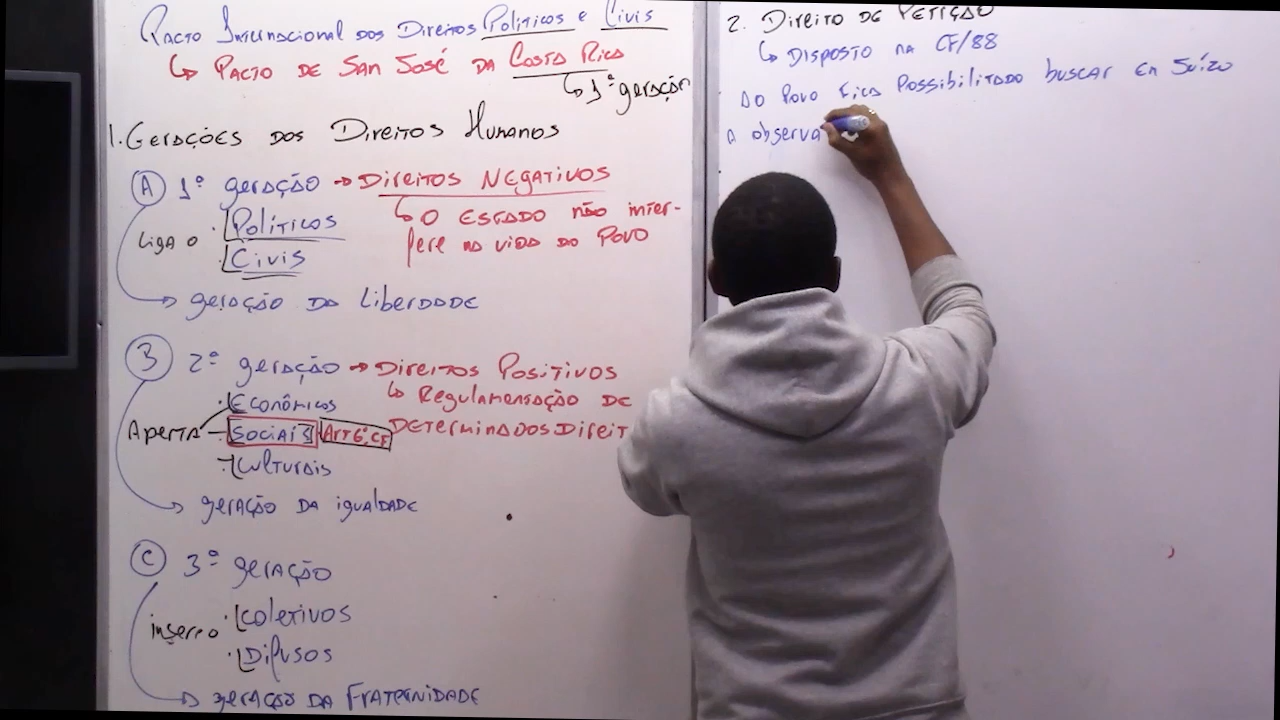 Pacto Internacional dos Direitos Políticos e Civis
↳ Pacto de San José da Costa Rica
↳ 1ª geração
1. Gerações dos Direitos Humanos
A 1ª geração → Direitos Negativos
· Políticos
↳ O Estado não inter-
fere na vida do Povo
Liga o
· Civis
→ geração da Liberdade
B 2ª geração → Direitos Positivos
↳ Regulamentação de
Determinados Direit
· Econômicos
Aperta
Sociais Art 6º, CF
Culturais
→ geração da igualdade
C 3ª geração
· Coletivos
· Difusos
→ geração da Fraternidade
2. Direito de Petição
↳ Disposto na CF/88
Ao Povo fica Possibilitado buscar em Juízo
a observa